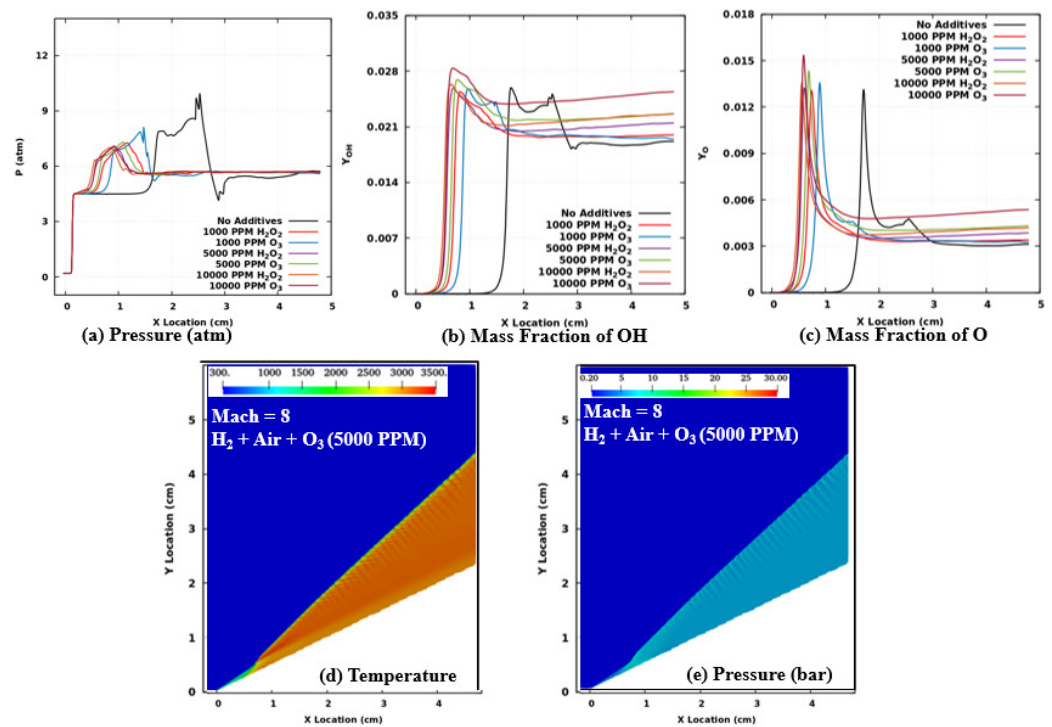 12
9
6
3
0
P (atm)
No Additives
1000 PPM H₂O₂
1000 PPM O₃
5000 PPM H₂O₂
5000 PPM O₃
10000 PPM H₂O₂
10000 PPM O₃
0 1 2 3 4 5
X Location (cm)
(a) Pressure (atm)
0.035
0.028
0.021
0.014
0.007
0
Y_OH
No Additives
1000 PPM H₂O₂
1000 PPM O₃
5000 PPM H₂O₂
5000 PPM O₃
10000 PPM H₂O₂
10000 PPM O₃
0 1 2 3 4 5
X Location (cm)
(b) Mass Fraction of OH
0.018
0.015
0.012
0.009
0.006
0.003
0
Y_O
No Additives
1000 PPM H₂O₂
1000 PPM O₃
5000 PPM H₂O₂
5000 PPM O₃
10000 PPM H₂O₂
10000 PPM O₃
0 1 2 3 4 5
X Location (cm)
(c) Mass Fraction of O
300. 1000 2000 3000 3500.
Mach = 8
H₂ + Air + O₃ (5000 PPM)
5
4
3
2
1
0
Y Location (cm)
(d) Temperature
0 1 2 3 4
X Location (cm)
0.20 5 10 15 20 30.00
Mach = 8
H₂ + Air + O₃ (5000 PPM)
5
4
3
2
1
0
Y Location (cm)
(e) Pressure (bar)
0 1 2 3 4
X Location (cm)